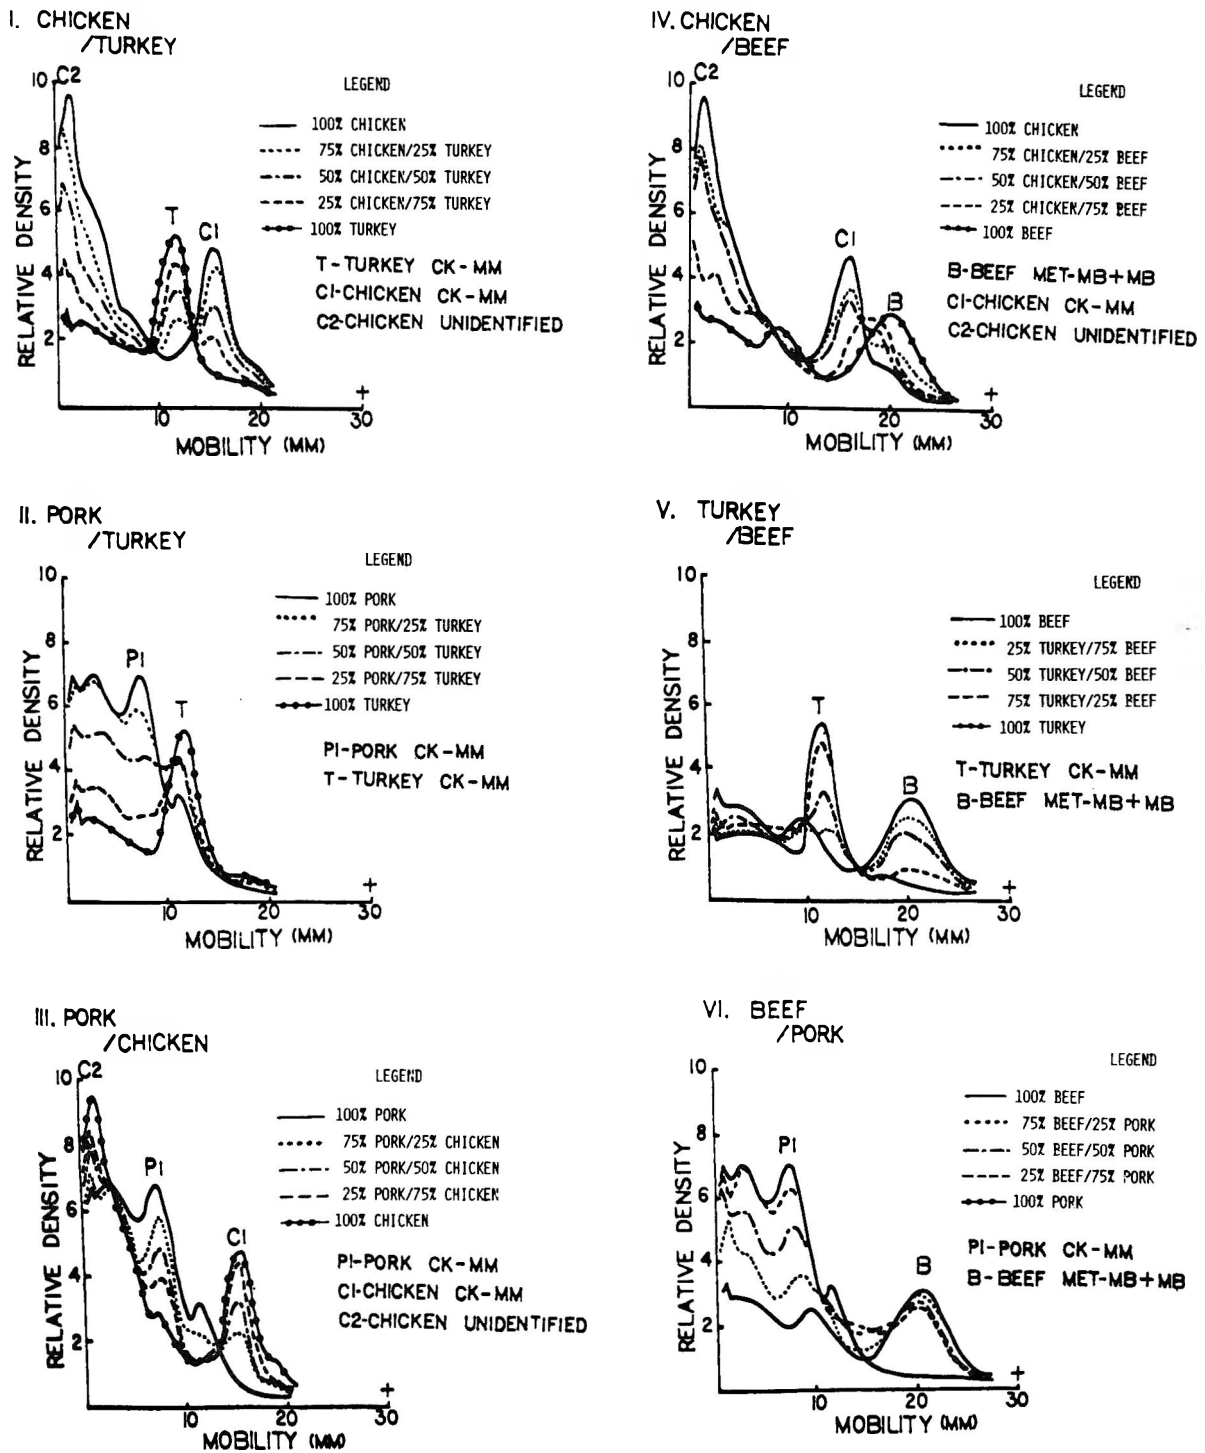 I. CHICKEN
/TURKEY
10
C2
8
6
4
2
RELATIVE DENSITY
T
C1
LEGEND
100% CHICKEN
75% CHICKEN/25% TURKEY
50% CHICKEN/50% TURKEY
25% CHICKEN/75% TURKEY
100% TURKEY
T-TURKEY CK-MM
C1-CHICKEN CK-MM
C2-CHICKEN UNIDENTIFIED
+
10 20 30
MOBILITY (MM)
II. PORK
/TURKEY
10
8
6
4
2
RELATIVE DENSITY
P1
T
LEGEND
100% PORK
75% PORK/25% TURKEY
50% PORK/50% TURKEY
25% PORK/75% TURKEY
100% TURKEY
P1-PORK CK-MM
T-TURKEY CK-MM
+
10 20 30
MOBILITY (MM)
III. PORK
/CHICKEN
10
C2
8
6
4
2
RELATIVE DENSITY
P1
C1
LEGEND
100% PORK
75% PORK/25% CHICKEN
50% PORK/50% CHICKEN
25% PORK/75% CHICKEN
100% CHICKEN
P1-PORK CK-MM
C1-CHICKEN CK-MM
C2-CHICKEN UNIDENTIFIED
+
10 20 30
MOBILITY (MM)
IV. CHICKEN
/BEEF
10
C2
8
6
4
2
RELATIVE DENSITY
C1
B
LEGEND
100% CHICKEN
75% CHICKEN/25% BEEF
50% CHICKEN/50% BEEF
25% CHICKEN/75% BEEF
100% BEEF
B-BEEF MET-MB+MB
C1-CHICKEN CK-MM
C2-CHICKEN UNIDENTIFIED
+
10 20 30
MOBILITY (MM)
V. TURKEY
/BEEF
10
8
6
4
2
RELATIVE DENSITY
T
B
LEGEND
100% BEEF
25% TURKEY/75% BEEF
50% TURKEY/50% BEEF
75% TURKEY/25% BEEF
100% TURKEY
T-TURKEY CK-MM
B-BEEF MET-MB+MB
+
10 20 30
MOBILITY (MM)
VI. BEEF
/PORK
10
8
6
4
2
RELATIVE DENSITY
P1
B
LEGEND
100% BEEF
75% BEEF/25% PORK
50% BEEF/50% PORK
25% BEEF/75% PORK
100% PORK
P1-PORK CK-MM
B-BEEF MET-MB+MB
+
10 20 30
MOBILITY (MM)